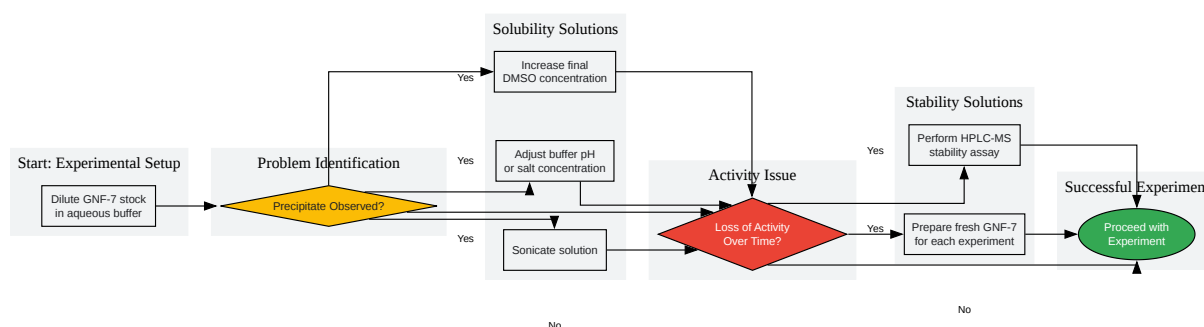 Start: Experimental Setup
Dilute GNF-7 stock
in aqueous buffer
Problem Identification
Precipitate Observed?
Yes
Yes
Yes
No
Solubility Solutions
Increase final
DMSO concentration
Adjust buffer pH
or salt concentration
Sonicate solution
Activity Issue
Loss of Activity
Over Time?
Yes
Yes
No
Stability Solutions
Perform HPLC-MS
stability assay
Prepare fresh GNF-7
for each experiment
Successful Experiment
Proceed with
Experiment